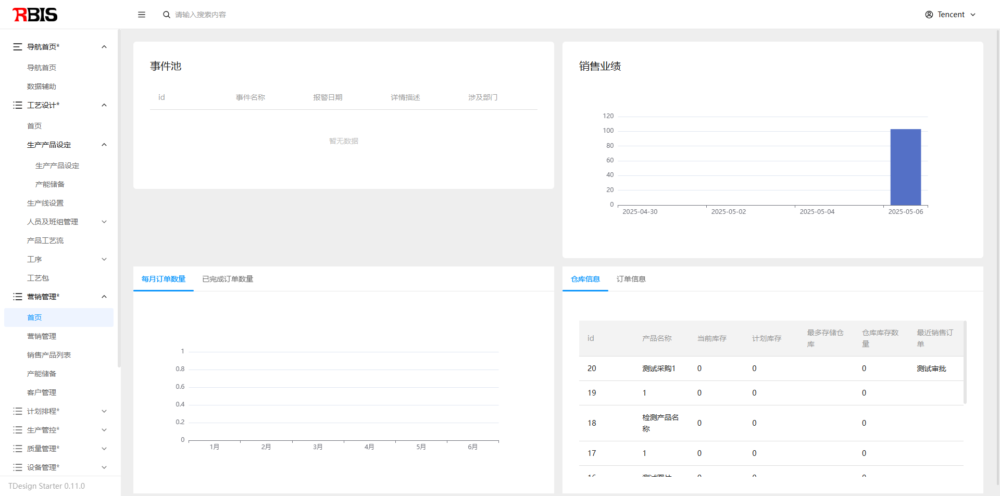 RBIS
请输入搜索内容
Tencent
导航首页*
导航首页
数据辅助
工艺设计*
首页
生产产品设定
生产产品设定
产能储备
生产线设置
人员及班组管理
产品工艺流
工序
工艺包
营销管理*
首页
营销管理
销售产品列表
产能储备
客户管理
计划排程*
生产管控*
质量管理*
设备管理*
TDesign Starter 0.11.0
事件池
id 事件名称 报警日期 详情描述 涉及部门
暂无数据
销售业绩
120
100
80
60
40
20
0
2025-04-30 2025-05-02 2025-05-04 2025-05-06
每月订单数量 已完成订单数量
1
0.8
0.6
0.4
0.2
0
1月 2月 3月 4月 5月 6月
仓库信息 订单信息
id 产品名称 当前库存 计划库存 最多存储仓库 仓库库存数量 最近销售订单
20 测试采购1 0 0 0 测试审批
19 1 0 0 0
18 检测产品名称 0 0 0
17 1 0 0 0